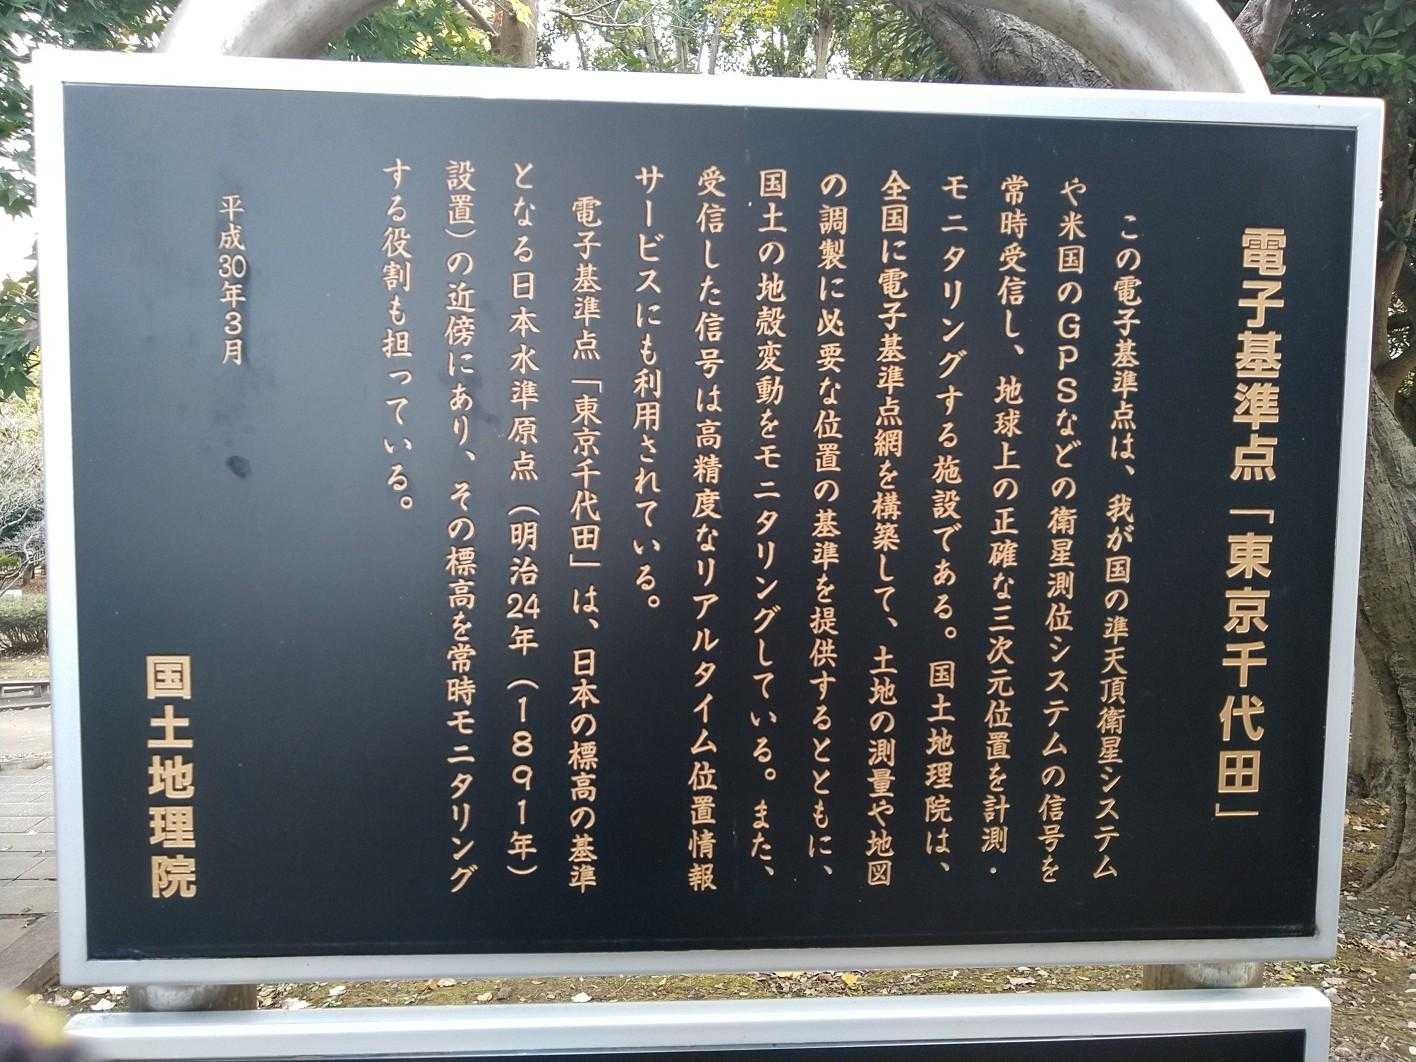 電子基準点「東京千代田」
この電子基準点は、我が国の準天頂衛星システム
や米国のGPSなどの衛星測位システムの信号を
常時受信し、地球上の正確な三次元位置を計測・
モニタリングする施設である。国土地理院は、
全国に電子基準点網を構築して、土地の測量や地図
の調製に必要な位置の基準を提供するとともに、
国土の地殻変動をモニタリングしている。また、
受信した信号は高精度なリアルタイム位置情報
サービスにも利用されている。
電子基準点「東京千代田」は、日本の標高の基準
となる日本水準原点（明治24年（1891年）
設置）の近傍にあり、その標高を常時モニタリング
する役割も担っている。
平成30年3月
国土地理院